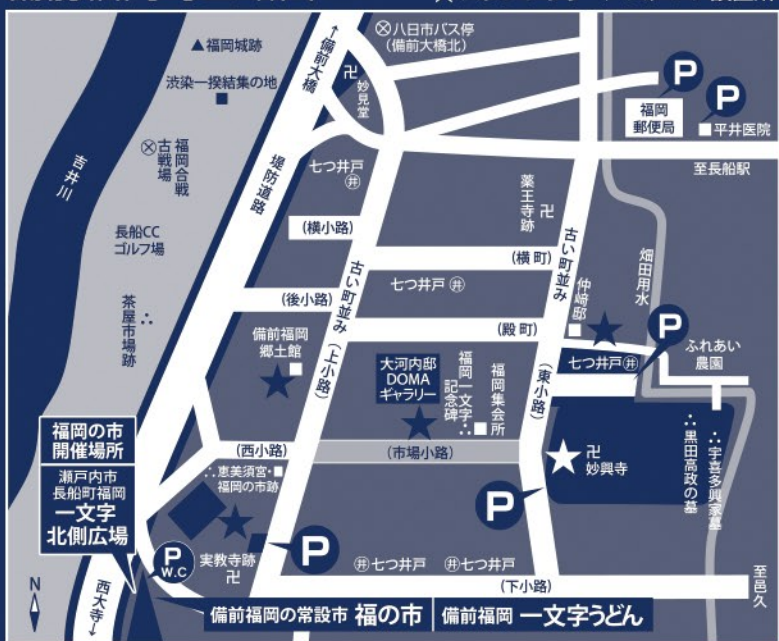 ▲福岡城跡
渋染一揆結集の地
↑備前大橋
卍妙見堂
八日市バス停
(備前大橋北)
P
福岡
郵便局
P
平井医院
至長船駅
吉井川
福岡合戦
古戦場
堤防道路
七つ井戸㊤井
長船CC
ゴルフ場
(横小路)
薬王寺跡 卍
古い町並み
(横町)
畑田用水
茶屋市場跡
(後小路)
七つ井戸 井
(殿町)
仲﨑邸
備前福岡
郷土館
古い町並み(上小路)
大河内邸
DOMA
ギャラリー
福岡一文字
記念碑
福岡集会所
(東小路)
七つ井戸 井
P
ふれあい
農園
福岡の市
開催場所
瀬戸内市
長船町福岡
一文字
北側広場
(西小路)
(市場小路)
恵美須宮・
福岡の市跡
卍
妙興寺
黒田高政の墓
宇喜多興家墓
P
W.C
実教寺跡
卍
P
P
井七つ井戸
井七つ井戸
(下小路)
至邑久
N
西大寺→
備前福岡の常設市 福の市
備前福岡 一文字うどん